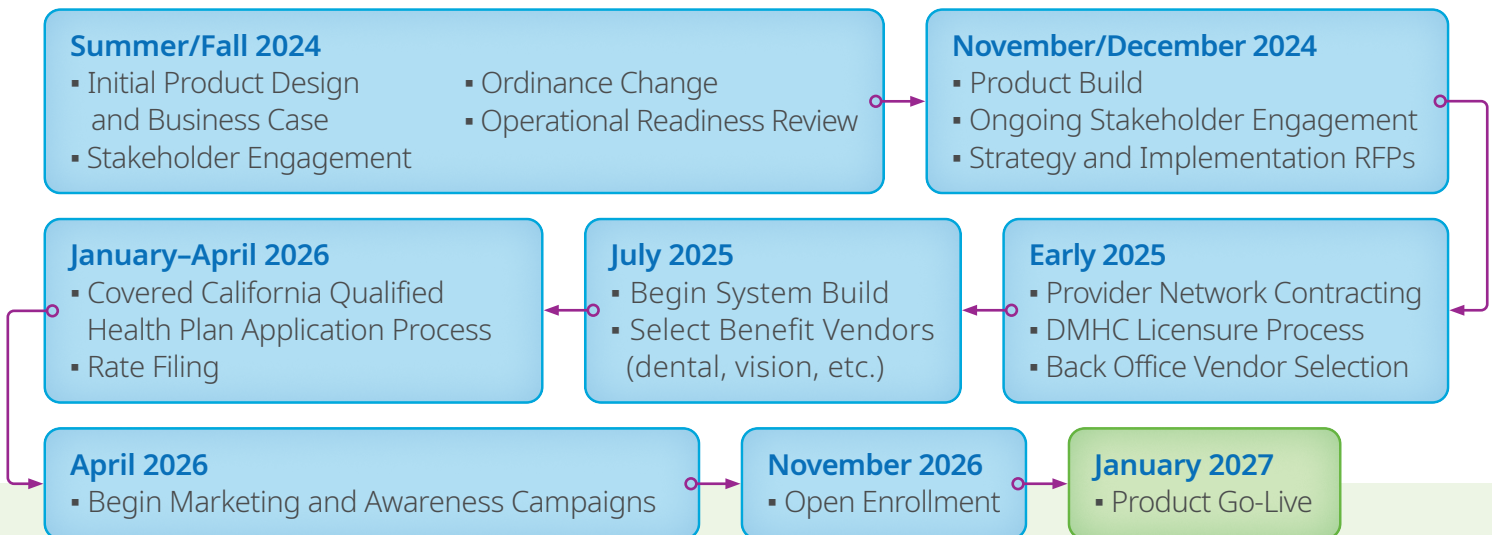 Summer/Fall 2024
▪ Initial Product Design
and Business Case
▪ Stakeholder Engagement
▪ Ordinance Change
▪ Operational Readiness Review
November/December 2024
▪ Product Build
▪ Ongoing Stakeholder Engagement
▪ Strategy and Implementation RFPs
Early 2025
▪ Provider Network Contracting
▪ DMHC Licensure Process
▪ Back Office Vendor Selection
July 2025
▪ Begin System Build
▪ Select Benefit Vendors
(dental, vision, etc.)
January–April 2026
▪ Covered California Qualified
Health Plan Application Process
▪ Rate Filing
April 2026
▪ Begin Marketing and Awareness Campaigns
November 2026
▪ Open Enrollment
January 2027
▪ Product Go-Live